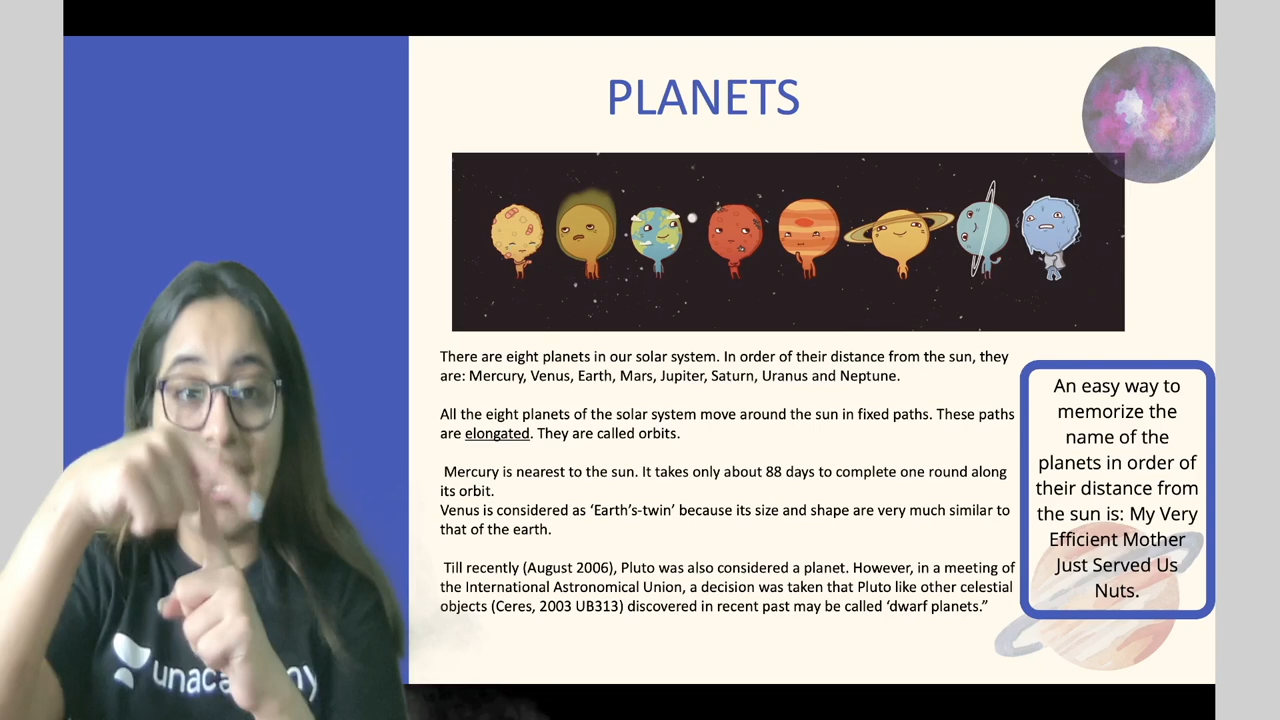 PLANETS
There are eight planets in our solar system. In order of their distance from the sun, they
are: Mercury, Venus, Earth, Mars, Jupiter, Saturn, Uranus and Neptune.
All the eight planets of the solar system move around the sun in fixed paths. These paths
are elongated. They are called orbits.
Mercury is nearest to the sun. It takes only about 88 days to complete one round along
its orbit.
Venus is considered as ‘Earth’s-twin’ because its size and shape are very much similar to
that of the earth.
Till recently (August 2006), Pluto was also considered a planet. However, in a meeting of
the International Astronomical Union, a decision was taken that Pluto like other celestial
objects (Ceres, 2003 UB313) discovered in recent past may be called ‘dwarf planets.”
An easy way to
memorize the
name of the
planets in order of
their distance from
the sun is: My Very
Efficient Mother
Just Served Us
Nuts.